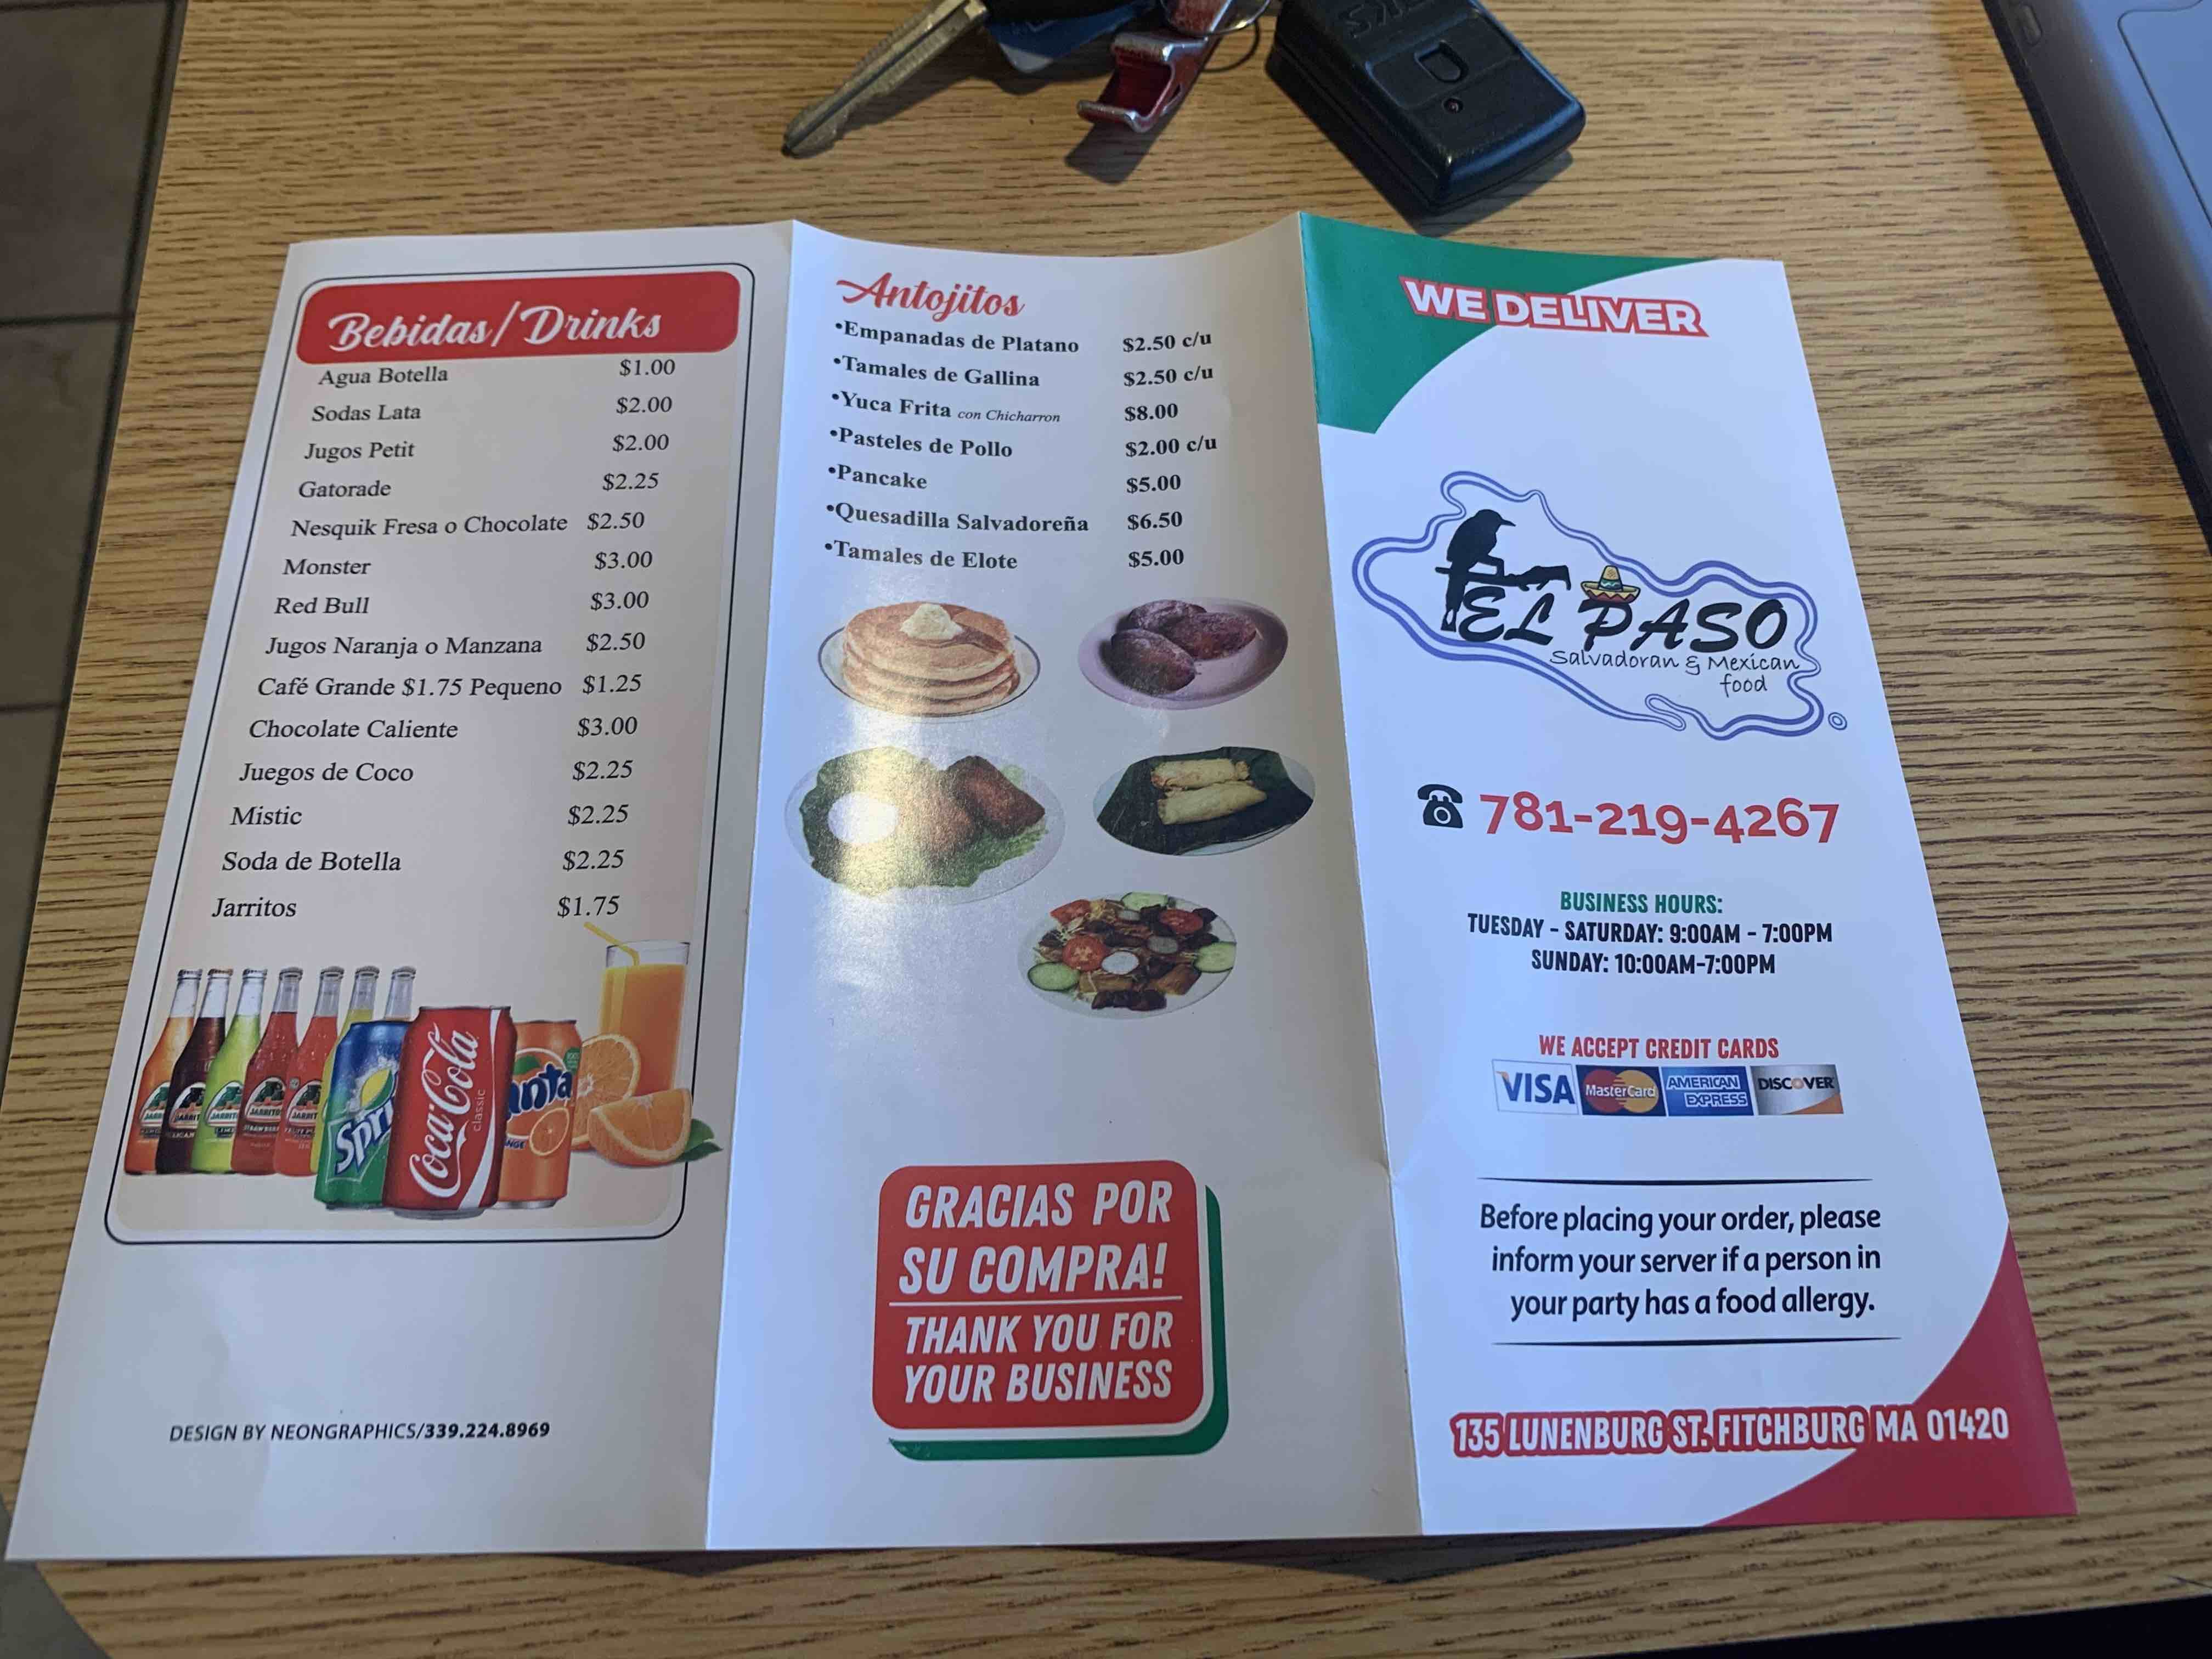 Bebidas/Drinks
Agua Botella $1.00
Sodas Lata $2.00
Jugos Petit $2.00
Gatorade $2.25
Nesquik Fresa o Chocolate $2.50
Monster $3.00
Red Bull $3.00
Jugos Naranja o Manzana $2.50
Café Grande $1.75 Pequeno $1.25
Chocolate Caliente $3.00
Juegos de Coco $2.25
Mistic $2.25
Soda de Botella $2.25
Jarritos $1.75
Coca-Cola
classic
DESIGN BY NEONGRAPHICS/339.224.8969
Antojitos
•Empanadas de Platano $2.50 c/u
•Tamales de Gallina $2.50 c/u
•Yuca Frita con Chicharron $8.00
•Pasteles de Pollo $2.00 c/u
•Pancake $5.00
•Quesadilla Salvadoreña $6.50
•Tamales de Elote $5.00
GRACIAS POR
SU COMPRA!
THANK YOU FOR
YOUR BUSINESS
WE DELIVER
EL PASO
Salvadoran & Mexican
food
781-219-4267
BUSINESS HOURS:
TUESDAY - SATURDAY: 9:00AM - 7:00PM
SUNDAY: 10:00AM-7:00PM
WE ACCEPT CREDIT CARDS
VISA MasterCard AMERICAN EXPRESS DISCOVER
Before placing your order, please
inform your server if a person in
your party has a food allergy.
135 LUNENBURG ST. FITCHBURG MA 01420